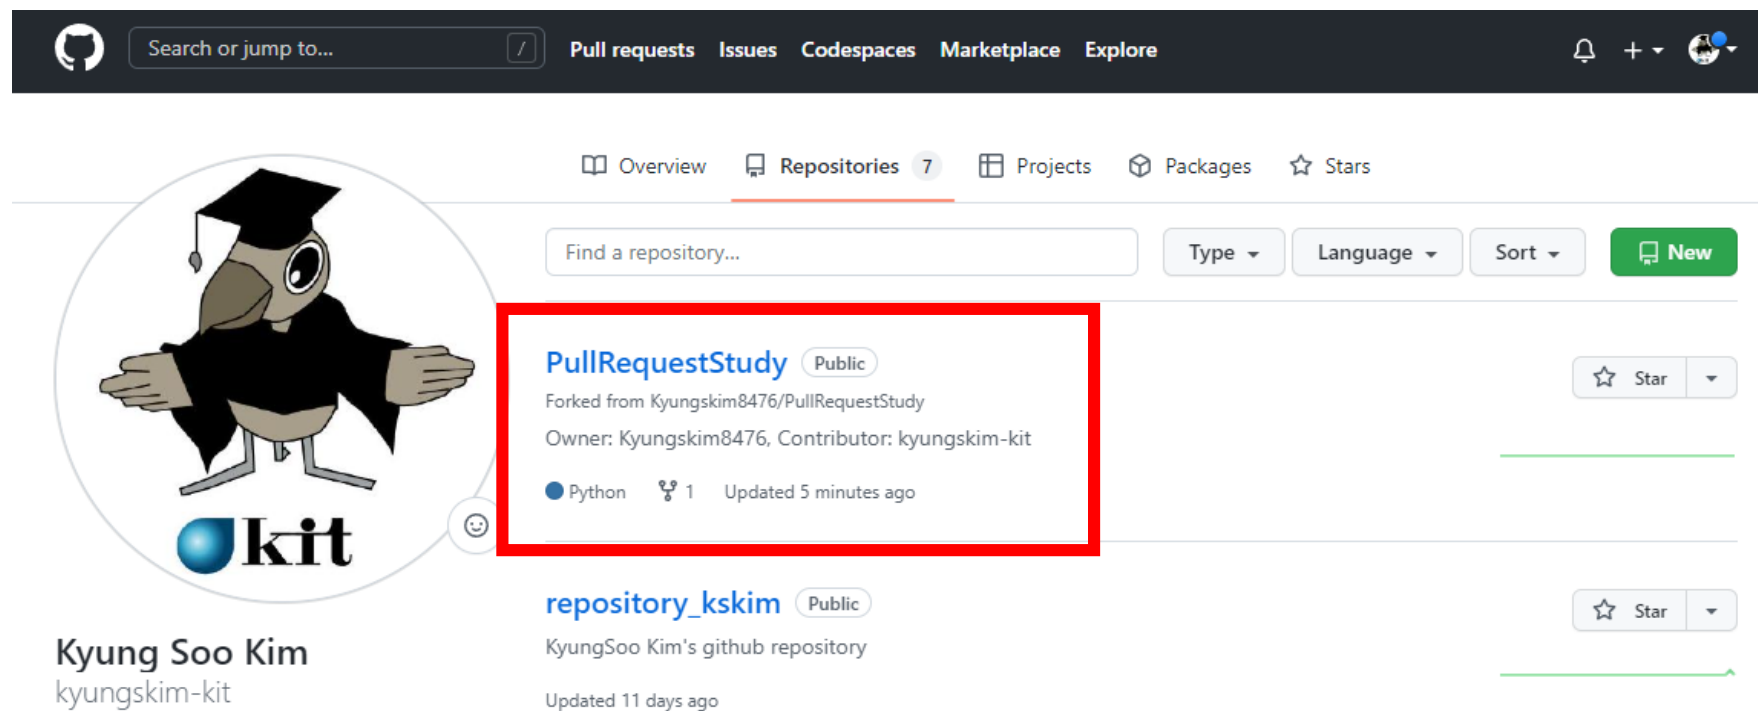 Search or jump to... / Pull requests Issues Codespaces Marketplace Explore
Overview Repositories 7 Projects Packages Stars
Find a repository... Type Language Sort New
PullRequestStudy Public
Star
Forked from Kyungskim8476/PullRequestStudy
Owner: Kyungskim8476, Contributor: kyungskim-kit
Python 1 Updated 5 minutes ago
kit
repository_kskim Public
Star
KyungSoo Kim's github repository
Updated 11 days ago
Kyung Soo Kim
kyungskim-kit